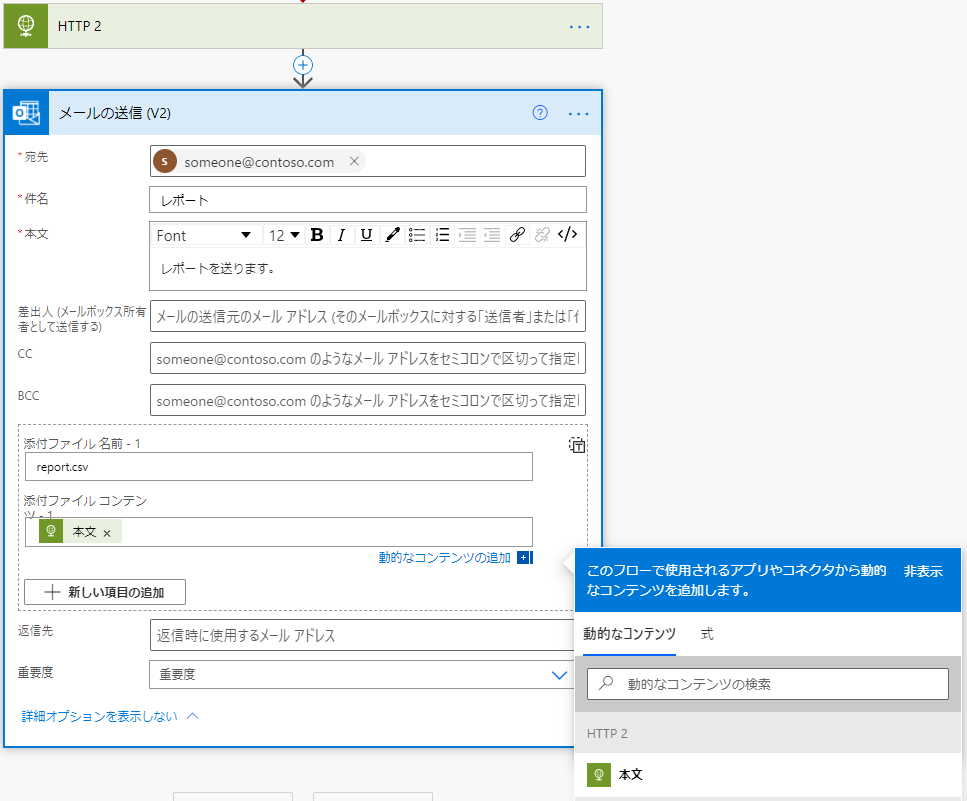 HTTP 2
メールの送信 (V2)
*宛先
S
someone@contoso.com
*件名
レポート
*本文
Font
12
B
I
U
レポートを送ります。
差出人 (メールボックス所有
者として送信する)
メールの送信元のメール アドレス (そのメールボックスに対する「送信者」または「
CC
someone@contoso.com のようなメール アドレスをセミコロンで区切って指定
BCC
someone@contoso.com のようなメール アドレスをセミコロンで区切って指定
添付ファイル 名前 - 1
report.csv
添付ファイル コンテン
ツ - 1
本文
動的なコンテンツの追加
新しい項目の追加
返信先
返信時に使用するメール アドレス
重要度
重要度
詳細オプションを表示しない
このフローで使用されるアプリやコネクタから動的
なコンテンツを追加します。
非表示
動的なコンテンツ
式
動的なコンテンツの検索
HTTP 2
本文